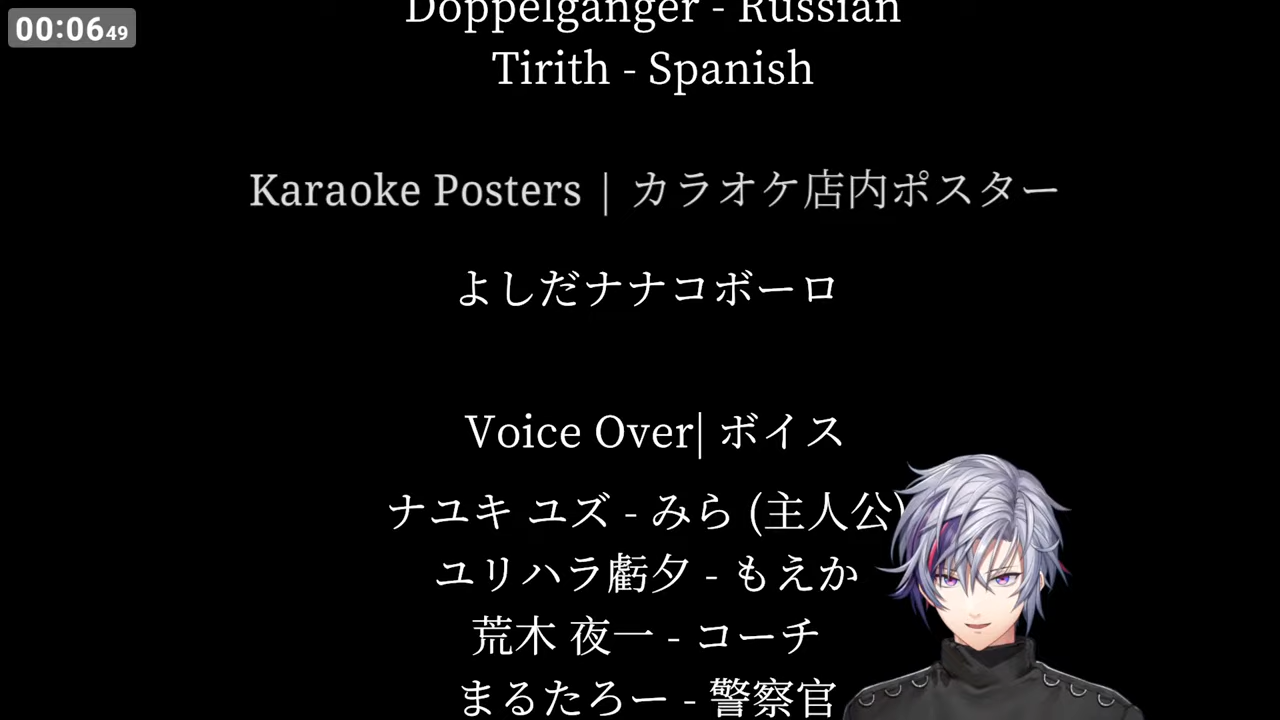 00:06 49
Doppelganger - Russian
Tirith - Spanish
Karaoke Posters | カラオケ店内ポスター
よしだナナコボーロ
Voice Over| ボイス
ナユキ ユズ - みら (主人公)
ユリハラ虧夕 - もえか
荒木 夜一 - コーチ
まるたろー - 警察官